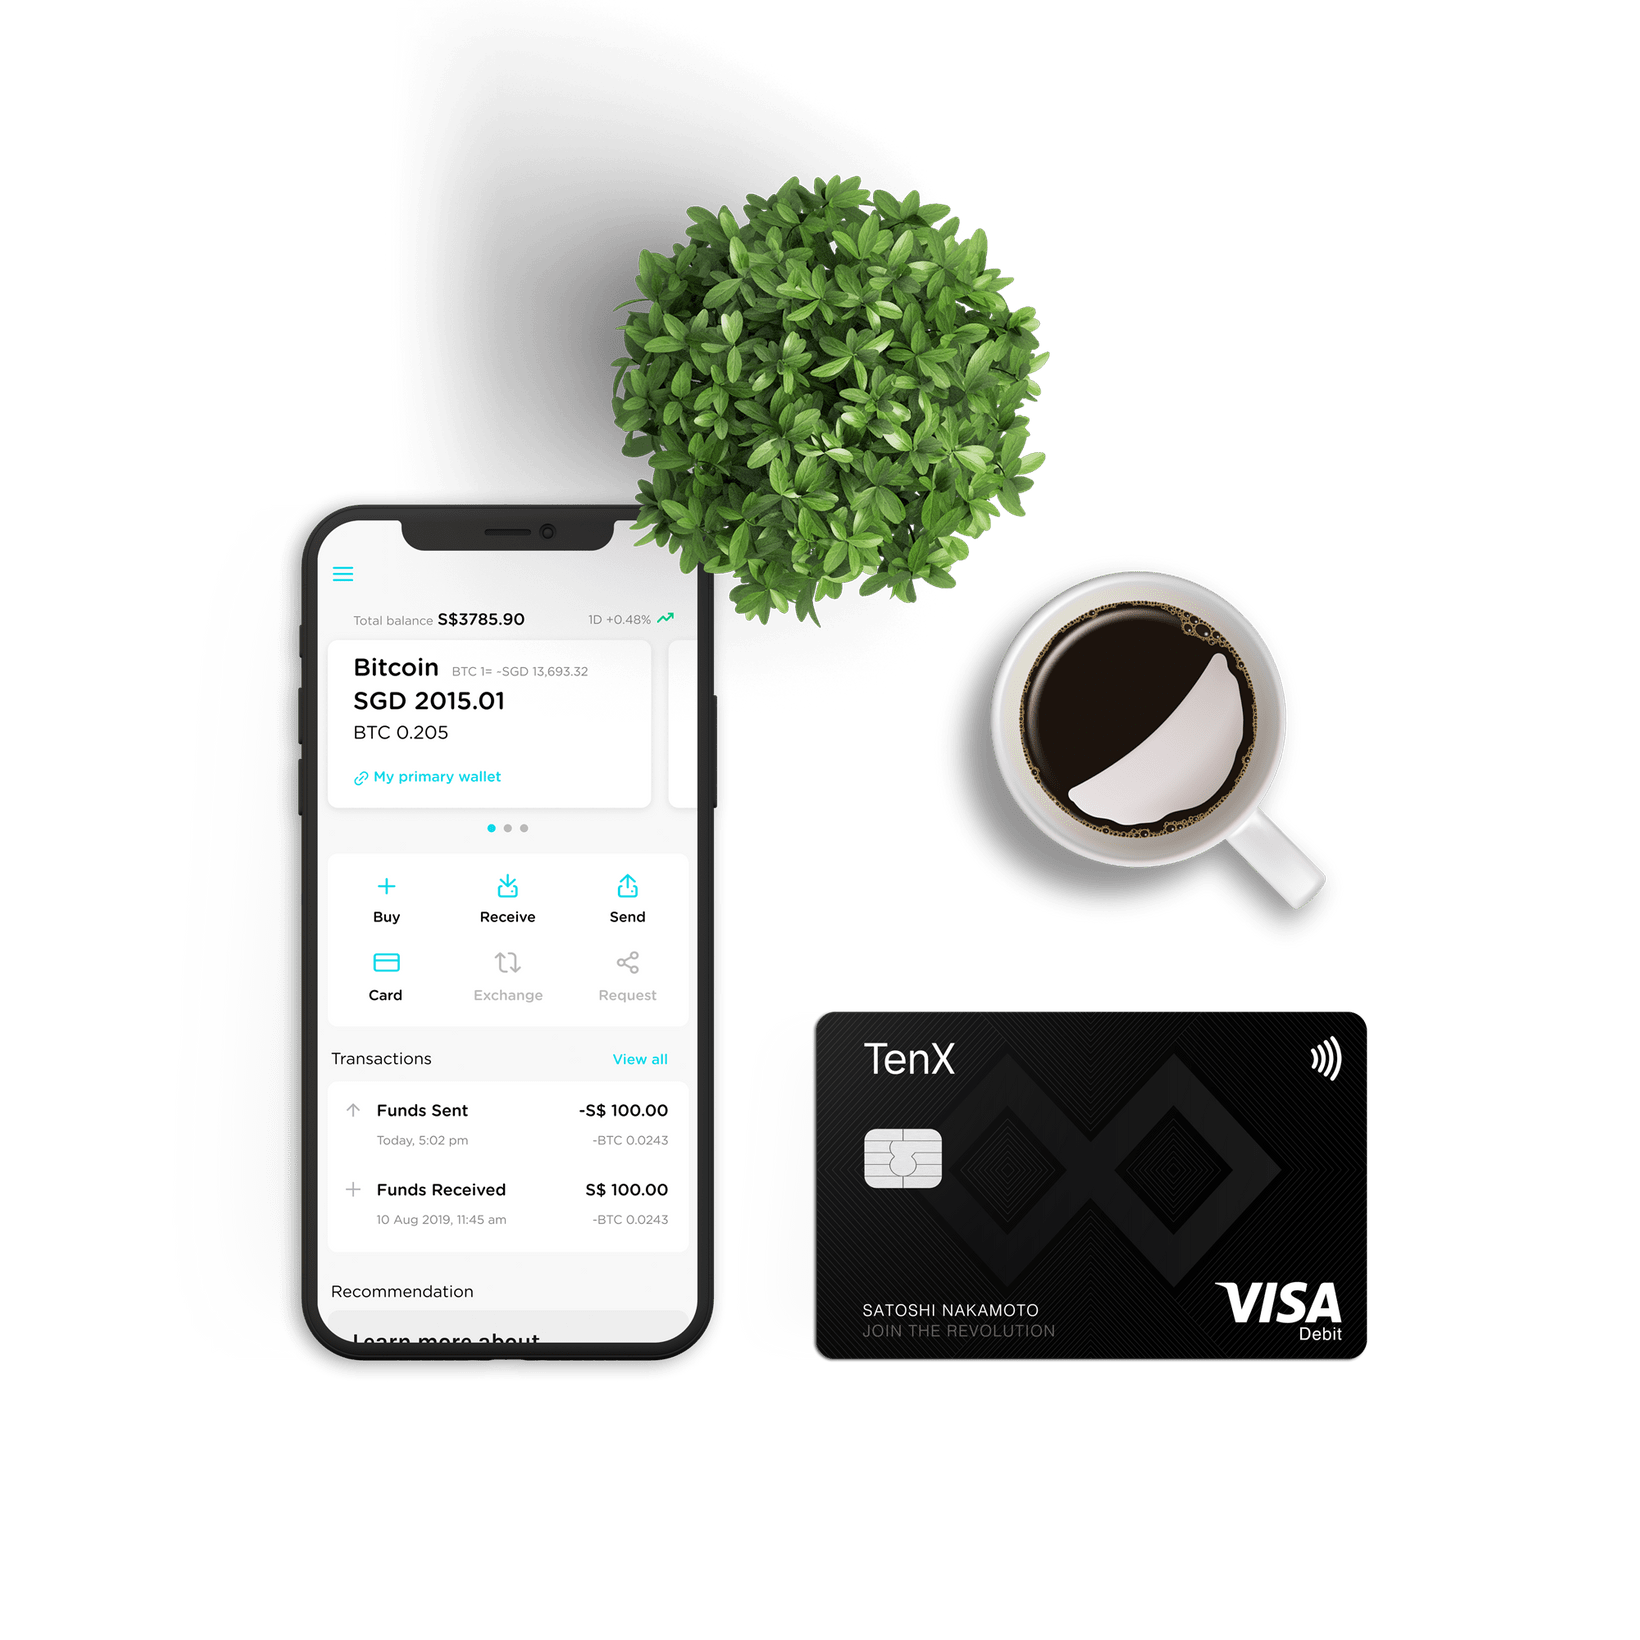 Total balance S$3785.90 1D +0.48%
Bitcoin BTC 1= ~SGD 13,693.32
SGD 2015.01
BTC 0.205
My primary wallet
Buy Receive Send
Card Exchange Request
Transactions View all
Funds Sent -S$ 100.00
Today, 5:02 pm -BTC 0.0243
Funds Received S$ 100.00
10 Aug 2019, 11:45 am -BTC 0.0243
Recommendation
Learn more about
TenX
SATOSHI NAKAMOTO
JOIN THE REVOLUTION
VISA
Debit